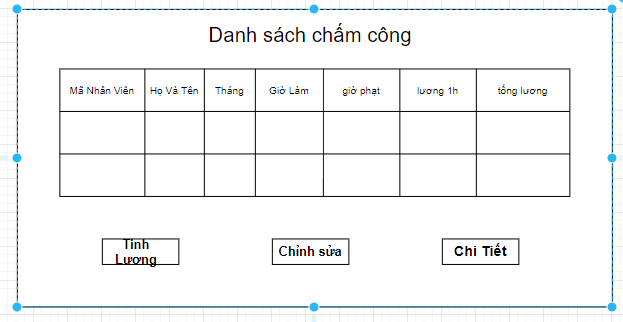 Danh sách chấm công
Mã Nhân Viên Họ Và Tên Tháng Giờ Làm giờ phạt lương 1h tổng lương
Tính
Lương
Chỉnh sửa
Chi Tiết